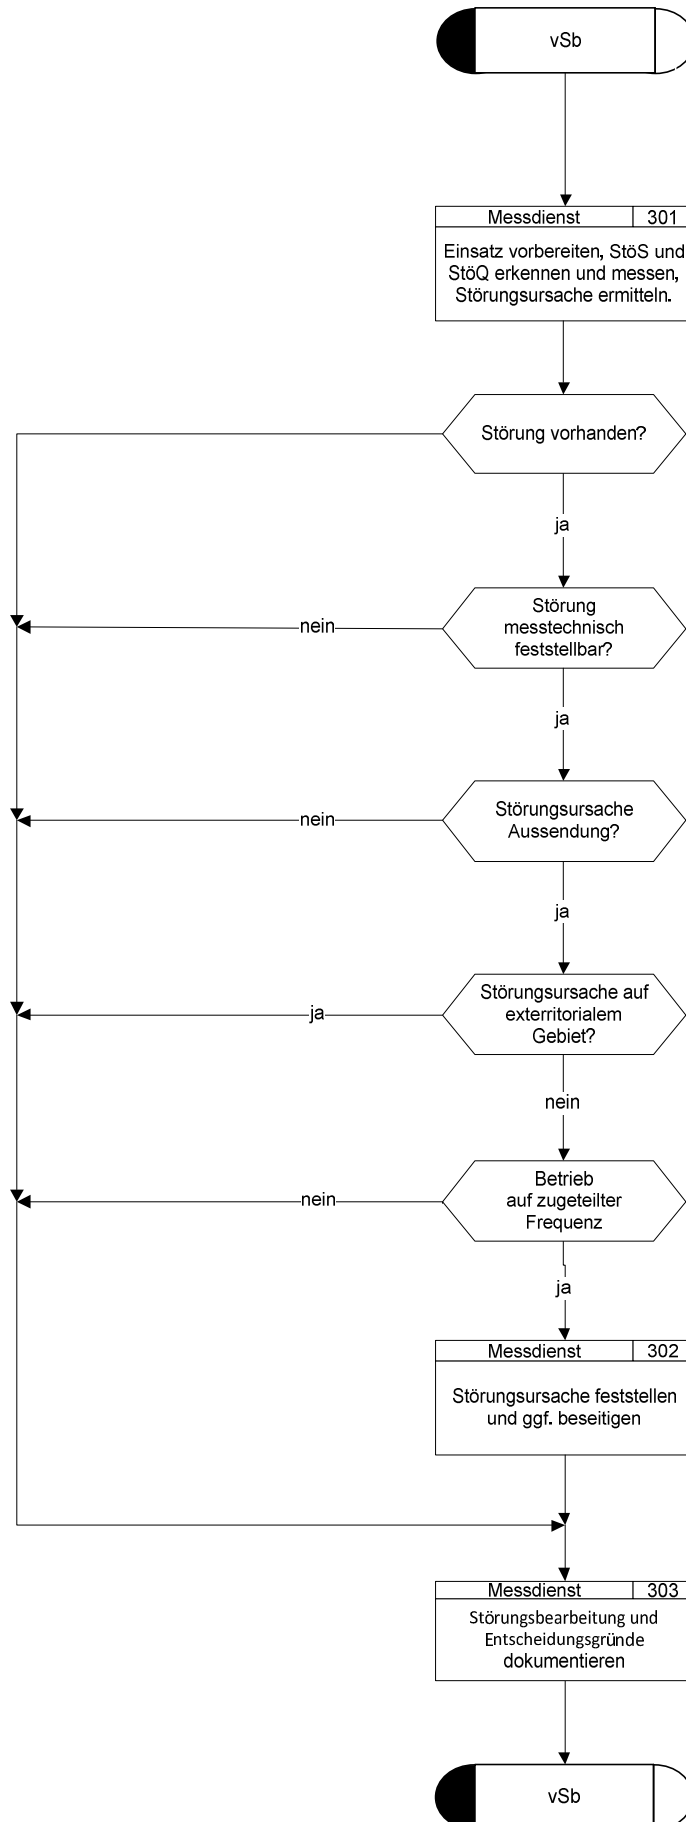 vSb
Messdienst 301
Einsatz vorbereiten, StöS und
StöQ erkennen und messen,
Störungsursache ermitteln.
Störung vorhanden?
ja
Störung
messtechnisch
feststellbar?
nein
ja
Störungsursache
Aussendung?
nein
ja
Störungsursache auf
exterritorialem
Gebiet?
ja
nein
Betrieb
auf zugeteilter
Frequenz
nein
ja
Messdienst 302
Störungsursache feststellen
und ggf. beseitigen
Messdienst 303
Störungsbearbeitung und
Entscheidungsgründe
dokumentieren
vSb